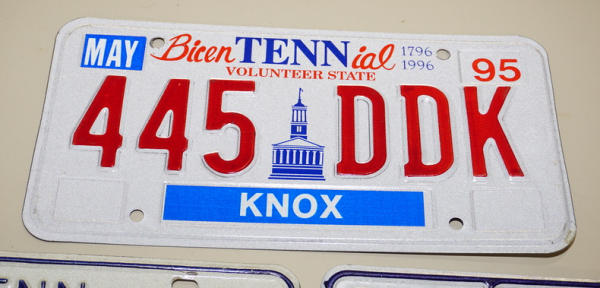 MAY BicenTENNial 1796
1996
VOLUNTEER STATE 95
445 DDK
KNOX